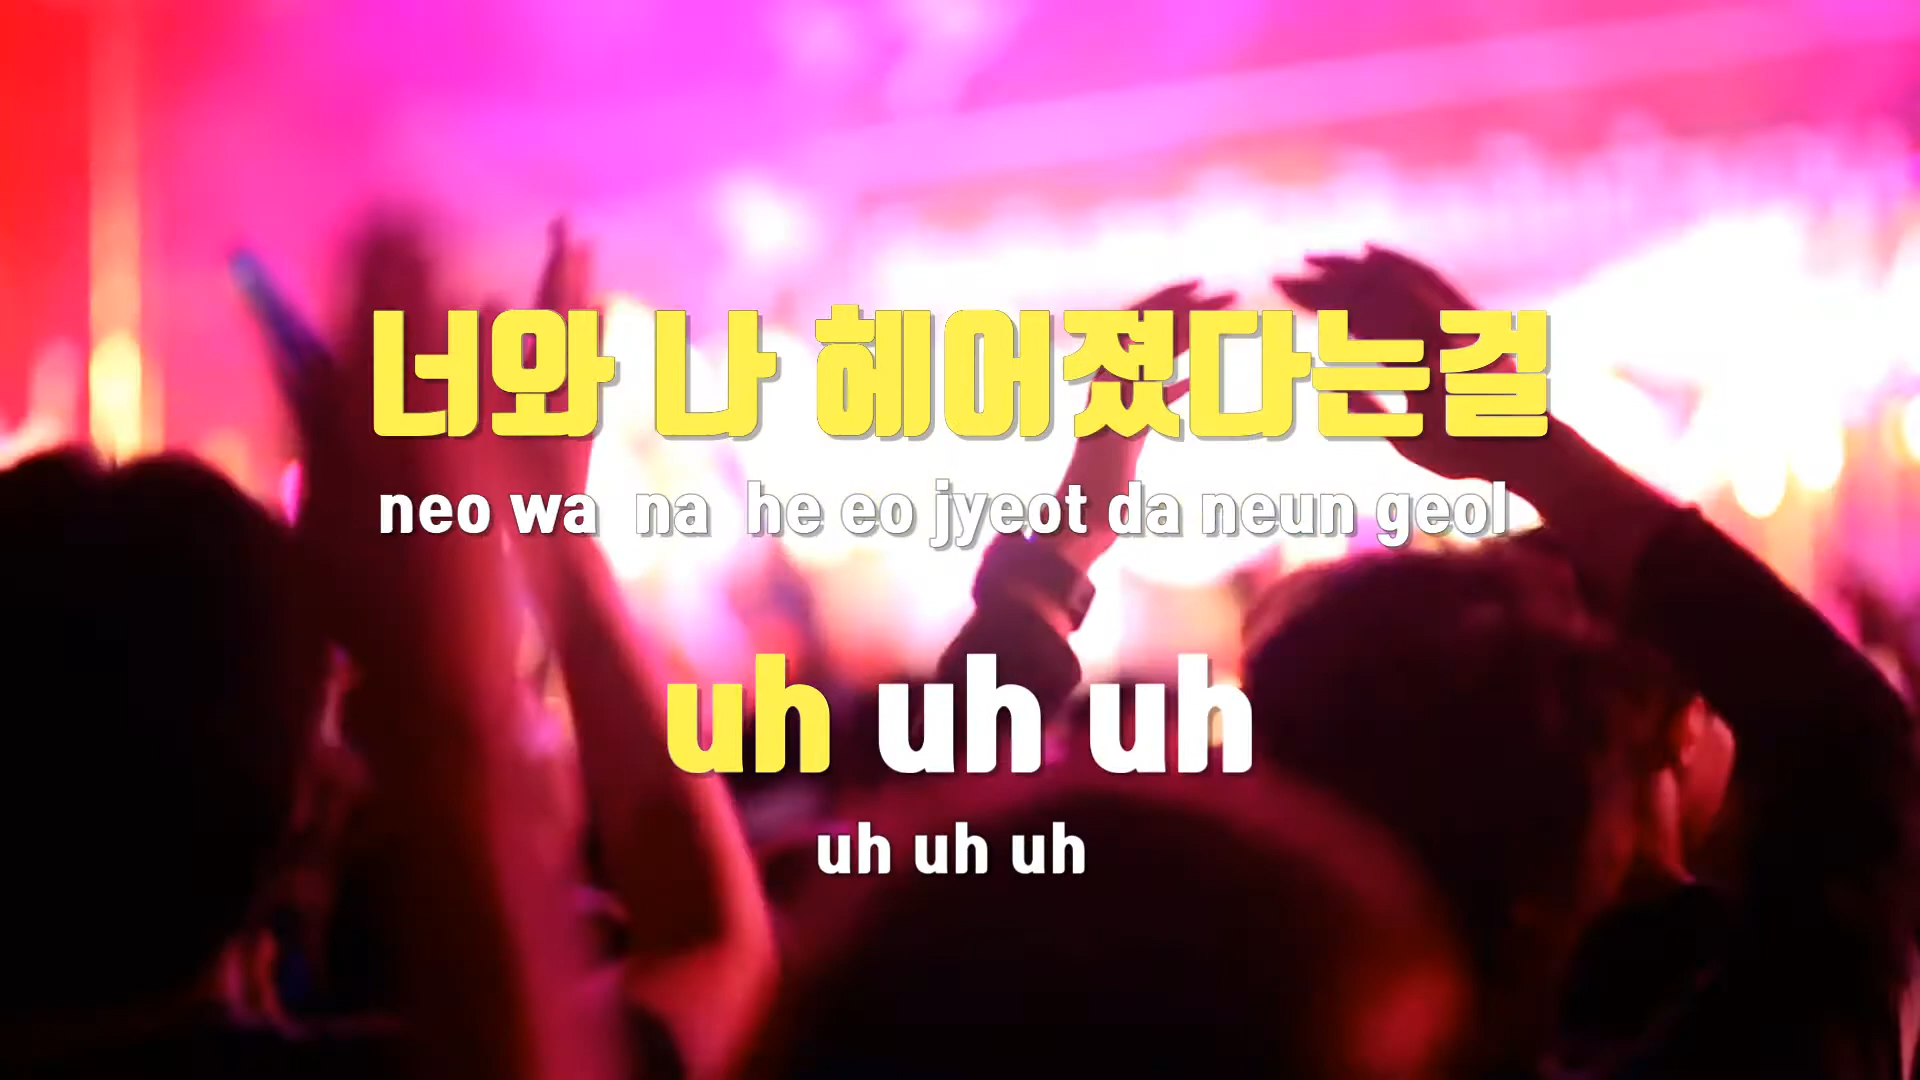 너와 나 헤어졌다는걸
neo wa na he eo jyeot da neun geol
uh uh uh
uh uh uh